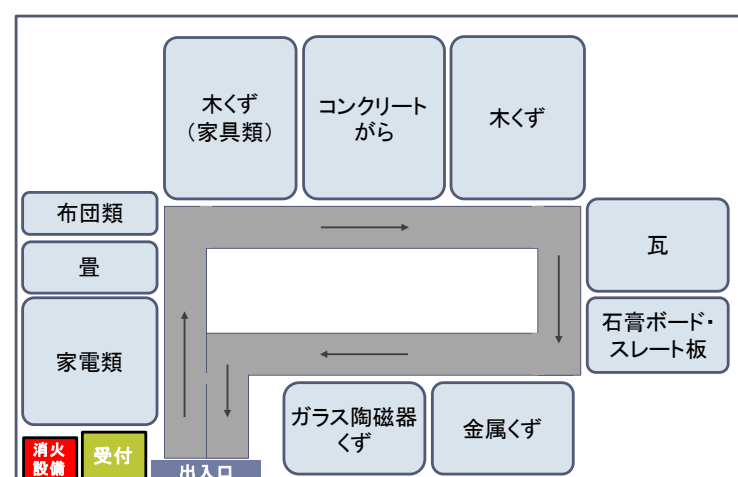 木くず
（家具類）
コンクリート
がら
木くず
布団類
畳
家電類
瓦
石膏ボード・
スレート板
ガラス陶磁器
くず
金属くず
消火
設備
受付
出入口